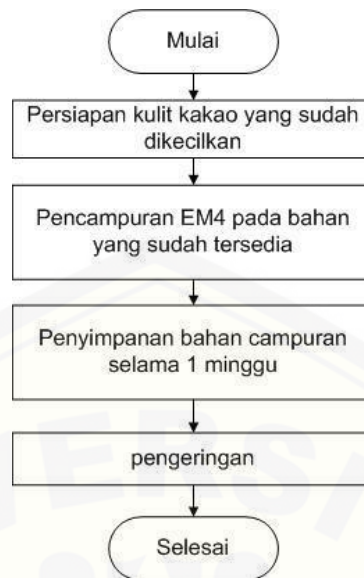 Mulai
Persiapan kulit kakao yang sudah
dikecilkan
Pencampuran EM4 pada bahan
yang sudah tersedia
Penyimpanan bahan campuran
selama 1 minggu
pengeringan
Selesai